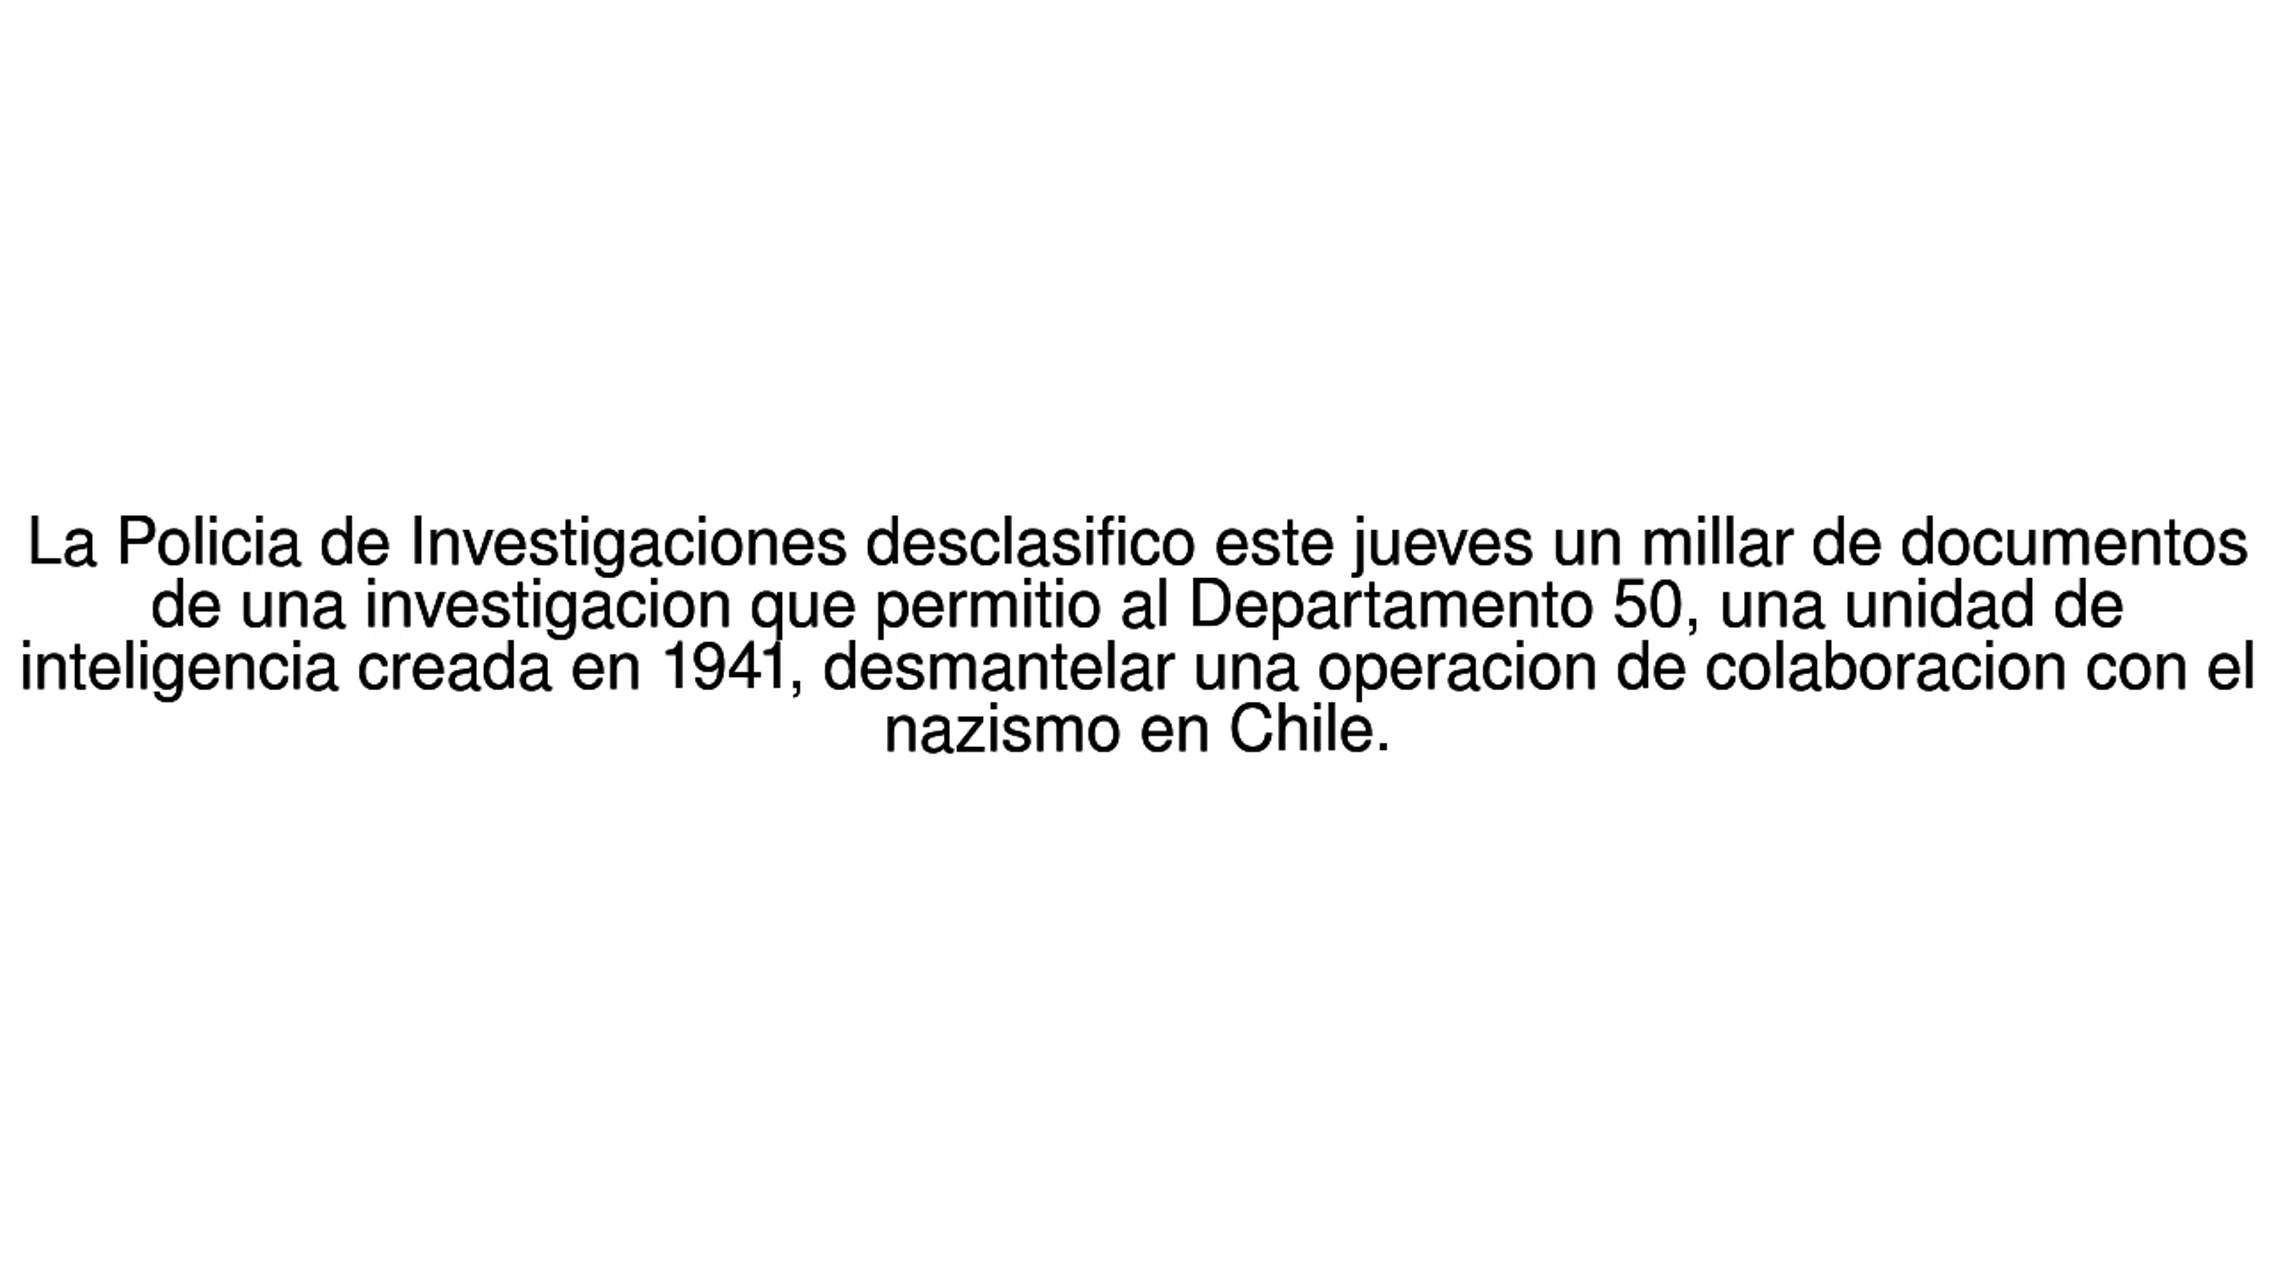 La Policia de Investigaciones desclasifico este jueves un millar de documentos
de una investigacion que permitio al Departamento 50, una unidad de
inteligencia creada en 1941, desmantelar una operacion de colaboracion con el
nazismo en Chile.